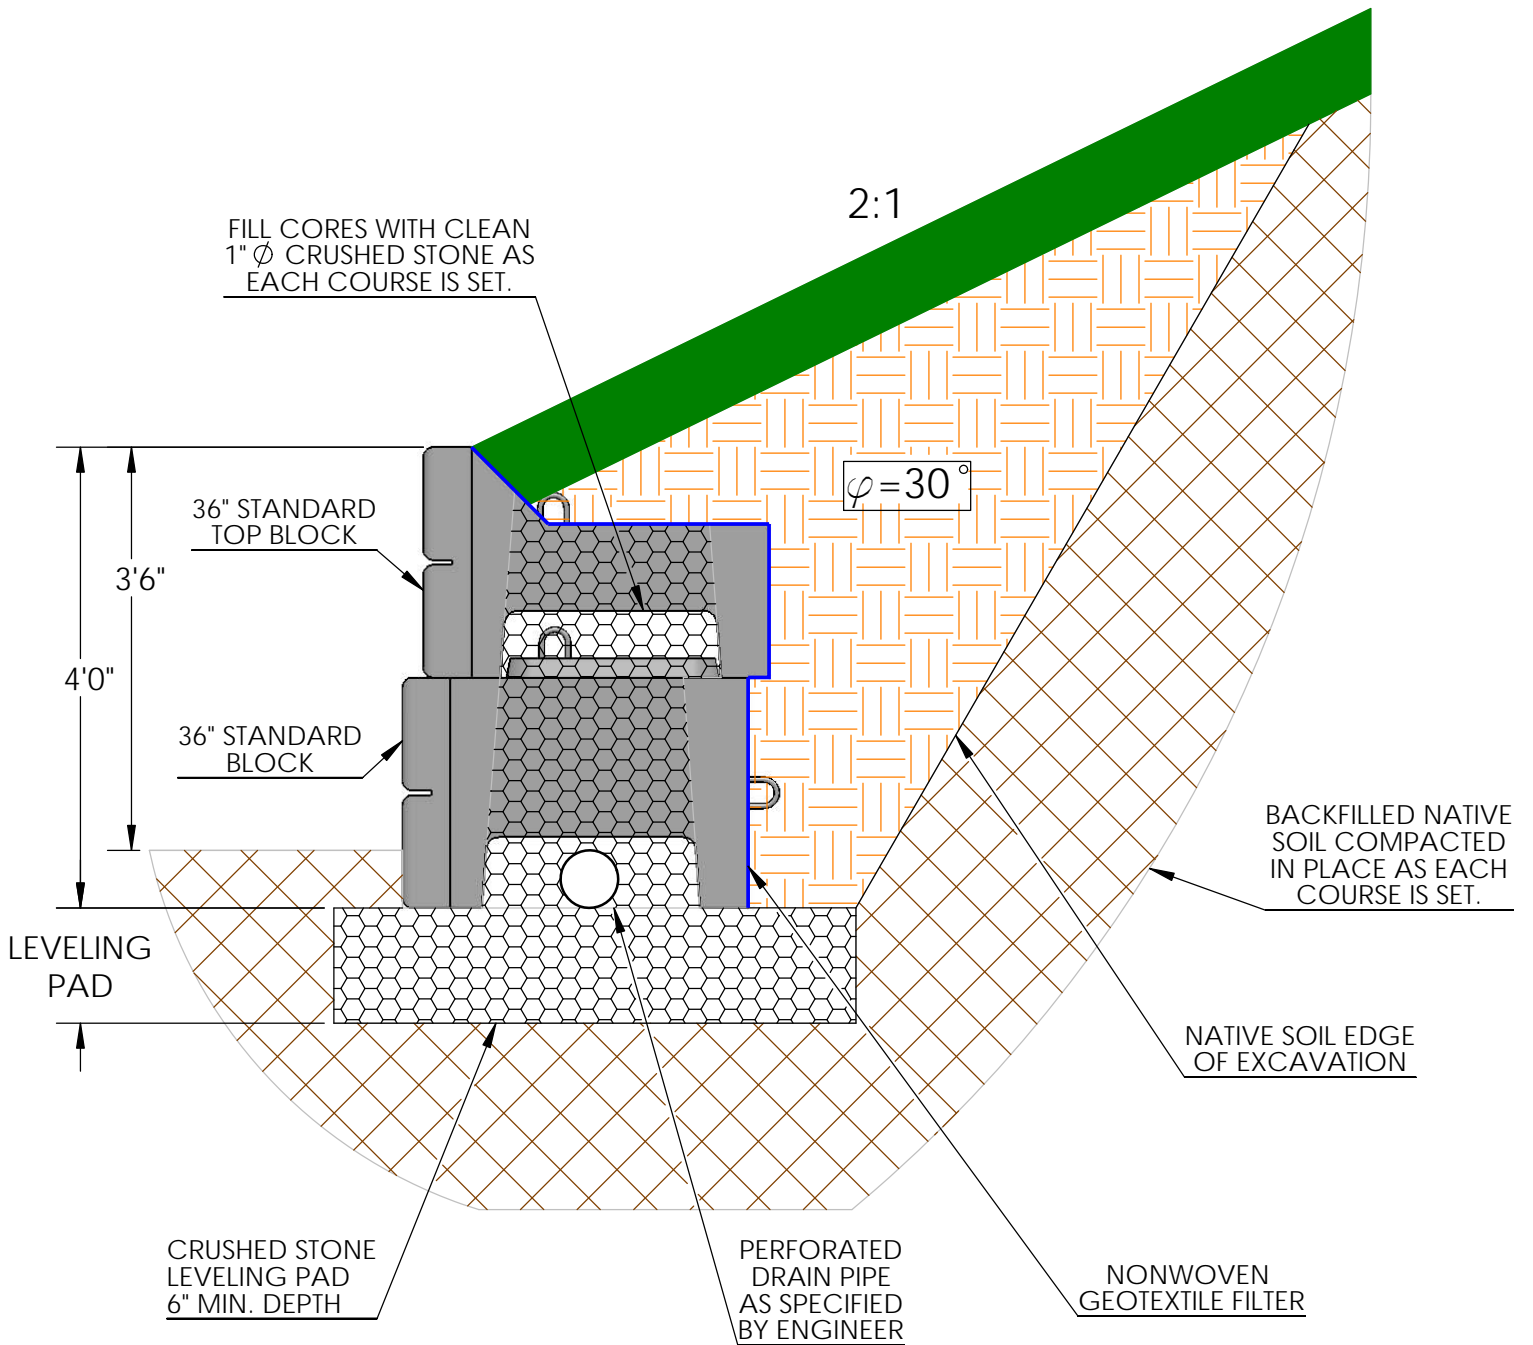 2:1
FILL CORES WITH CLEAN
1" Ø CRUSHED STONE AS
EACH COURSE IS SET.
φ=30°
36" STANDARD
TOP BLOCK
3'6"
4'0"
36" STANDARD
BLOCK
BACKFILLED NATIVE
SOIL COMPACTED
IN PLACE AS EACH
COURSE IS SET.
LEVELING
PAD
NATIVE SOIL EDGE
OF EXCAVATION
CRUSHED STONE
LEVELING PAD
6" MIN. DEPTH
PERFORATED
DRAIN PIPE
AS SPECIFIED
BY ENGINEER
NONWOVEN
GEOTEXTILE FILTER